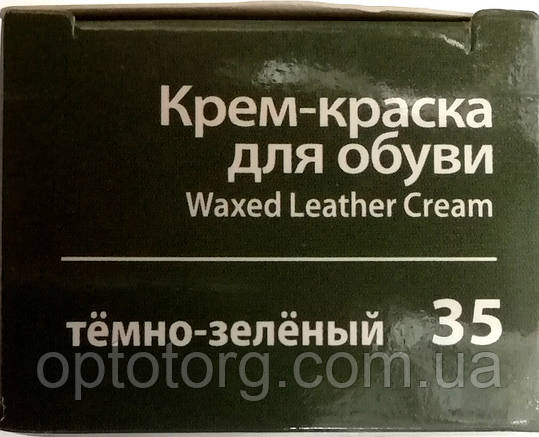 Крем-краска
для обуви
Waxed Leather Cream
тёмно-зелёный 35
optotorg.com.ua